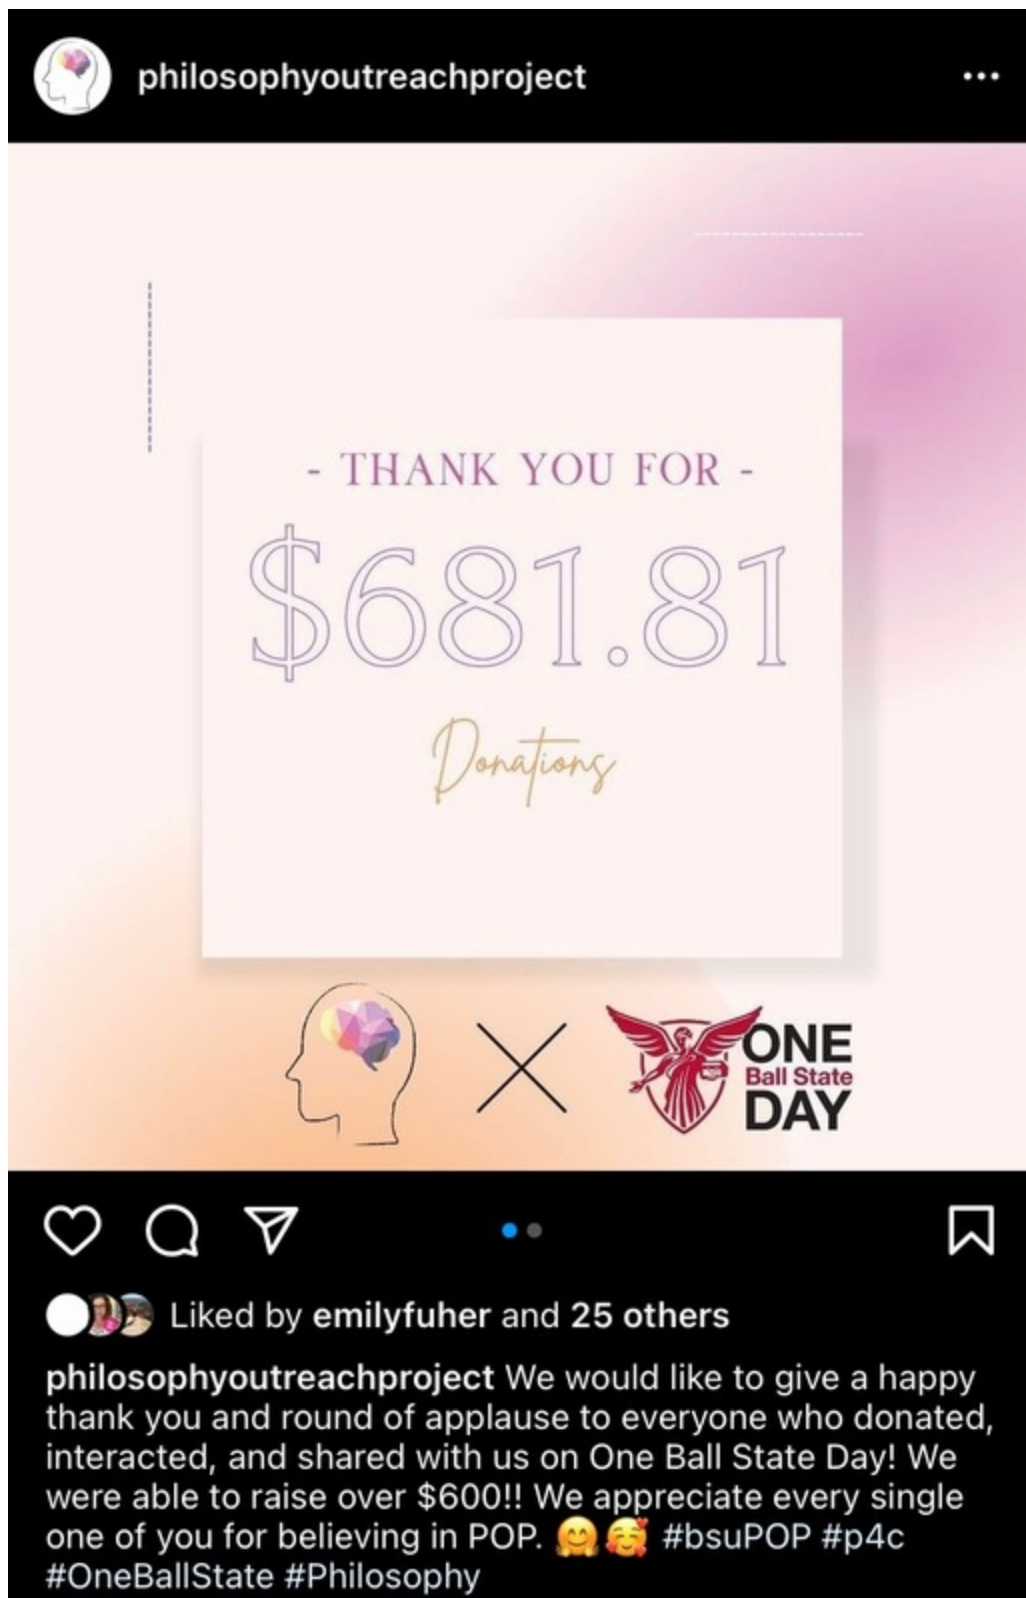 philosophyoutreachproject
- THANK YOU FOR -
$681.81
Donations
ONE
Ball State
DAY
Liked by emilyfuher and 25 others
philosophyoutreachproject We would like to give a happy
thank you and round of applause to everyone who donated,
interacted, and shared with us on One Ball State Day! We
were able to raise over $600!! We appreciate every single
one of you for believing in POP. 🤗🥰 #bsuPOP #p4c
#OneBallState #Philosophy